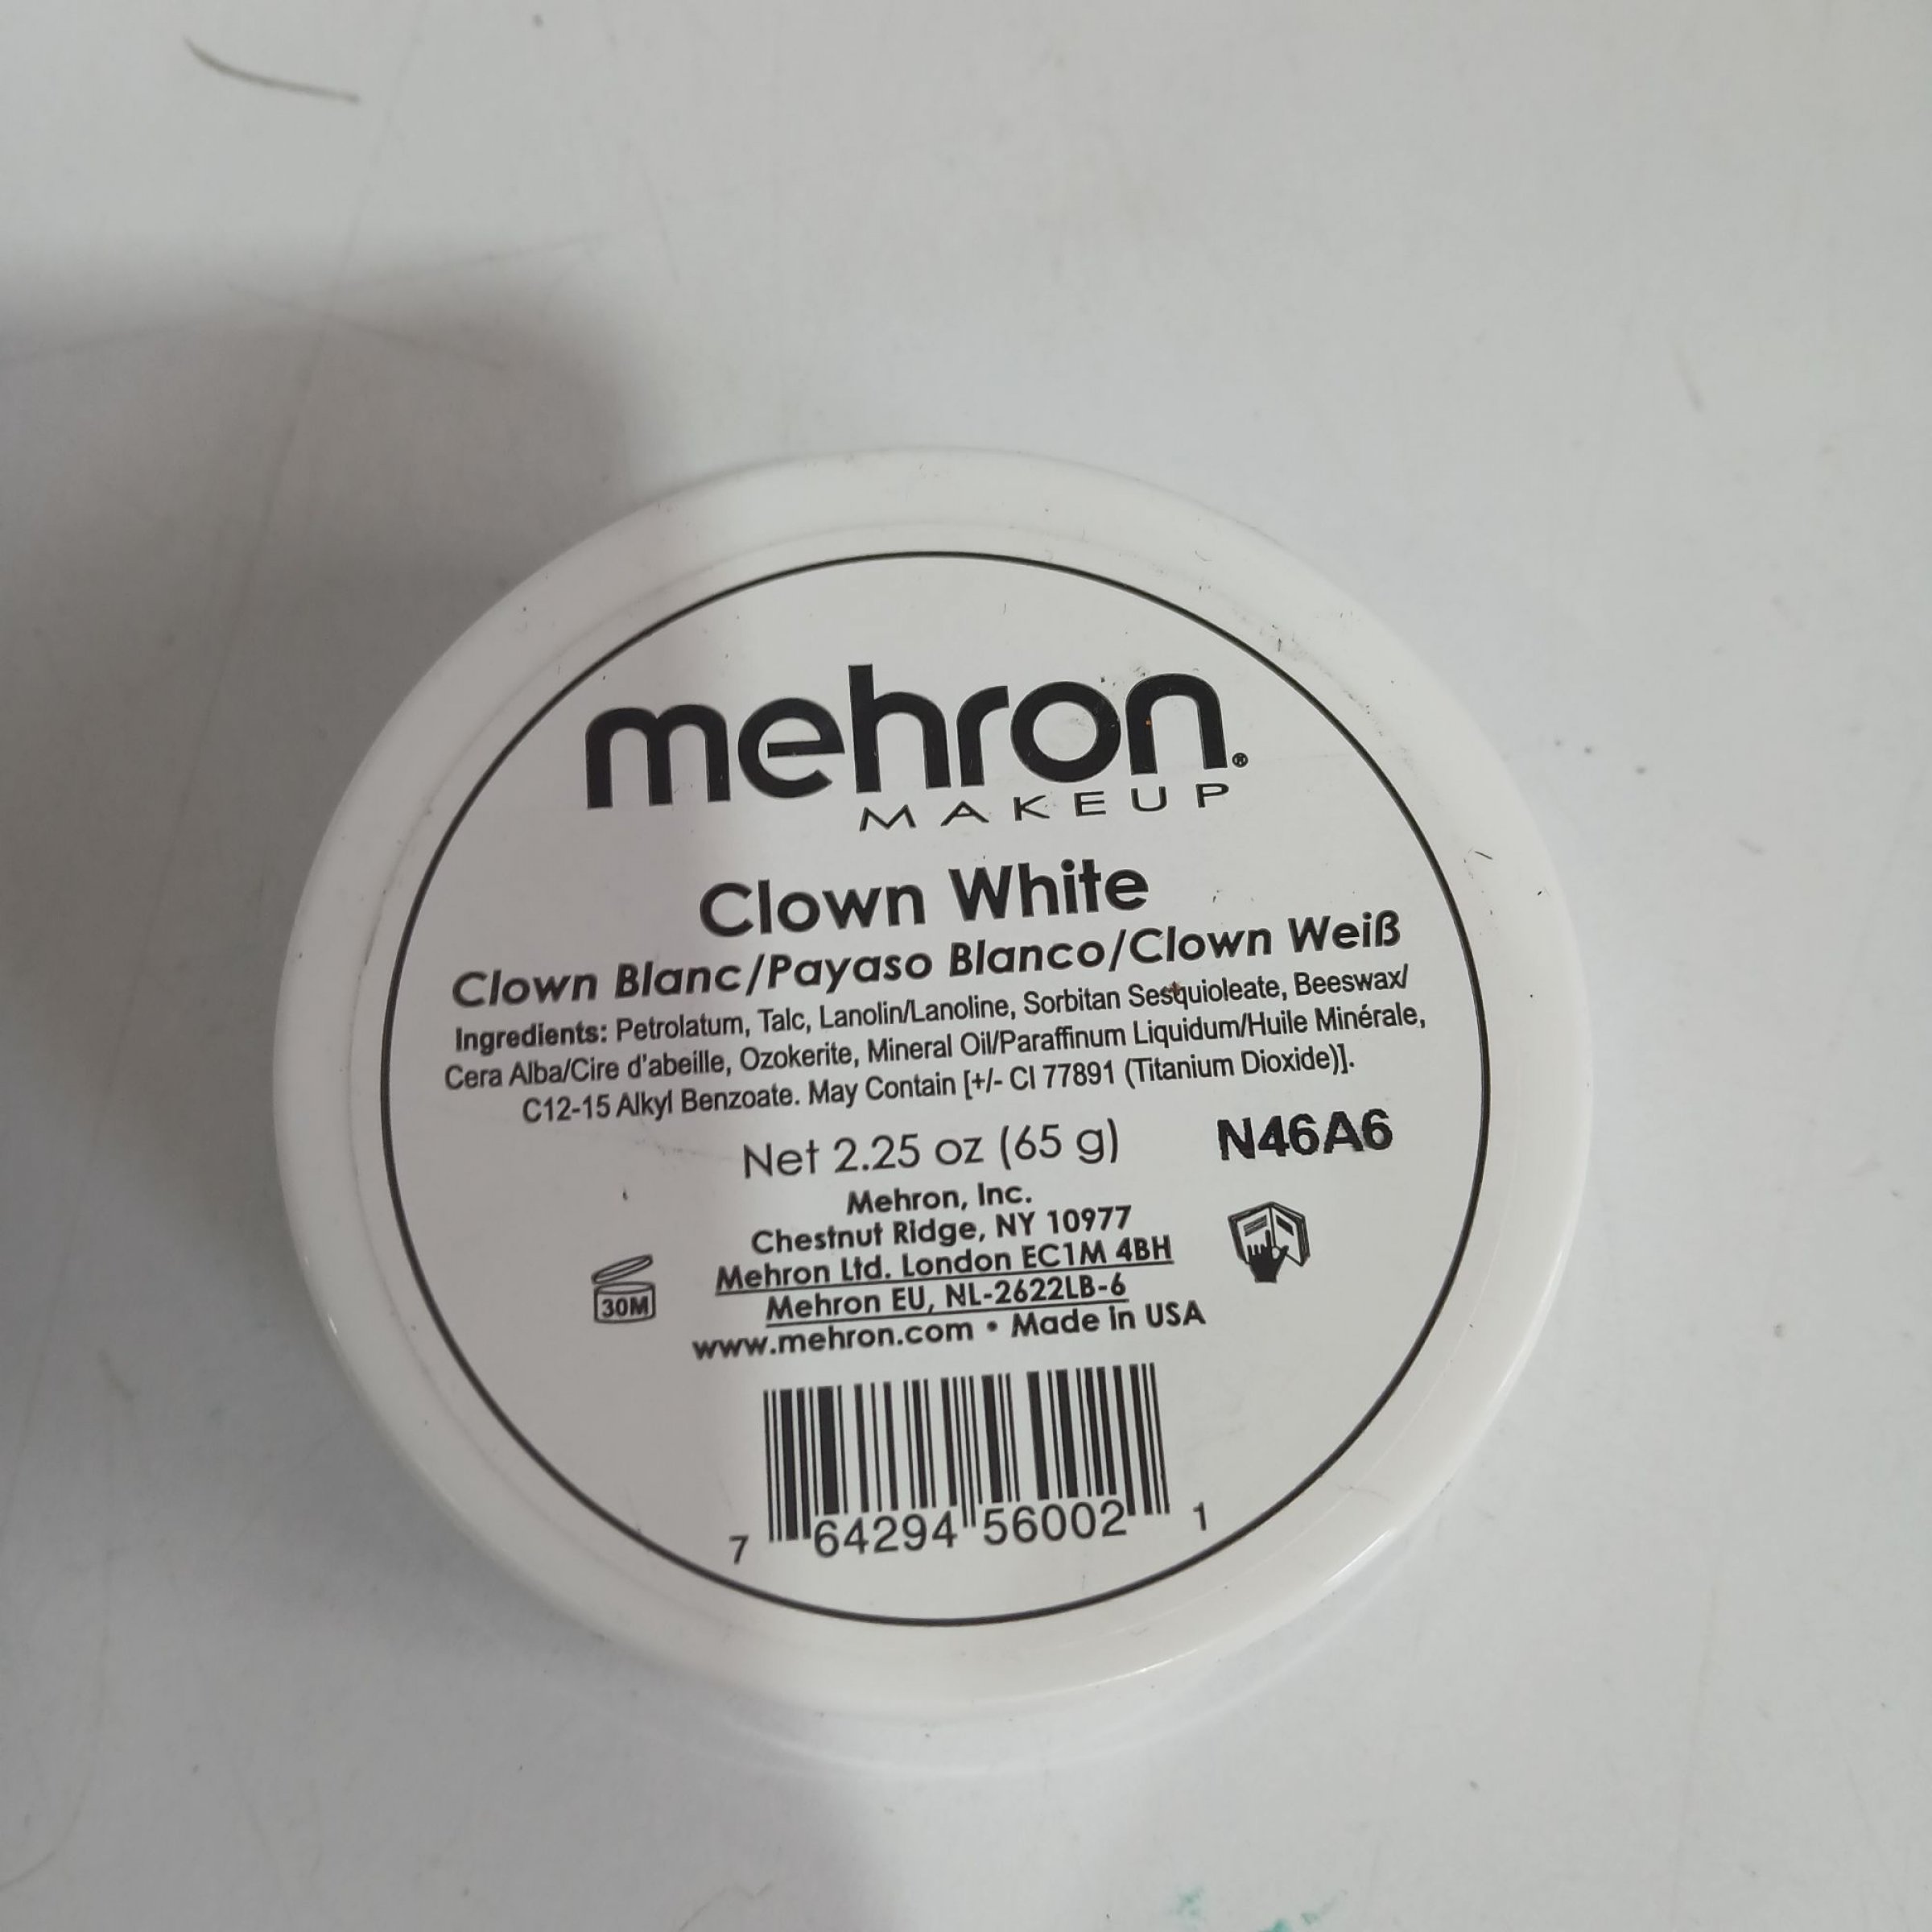 mehron®
MAKEUP
Clown White
Clown Blanc/Payaso Blanco/Clown Weiß
Ingredients: Petrolatum, Talc, Lanolin/Lanoline, Sorbitan Sesquioleate, Beeswax/
Cera Alba/Cire d'abeille, Ozokerite, Mineral Oil/Paraffinum Liquidum/Huile Minérale,
C12-15 Alkyl Benzoate. May Contain [+/- CI 77891 (Titanium Dioxide)].
Net 2.25 oz (65 g) N46A6
Mehron, Inc.
Chestnut Ridge, NY 10977
Mehron Ltd. London EC1M 4BH
Mehron EU, NL-2622LB-6
www.mehron.com • Made in USA
30M
7 64294 56002 1